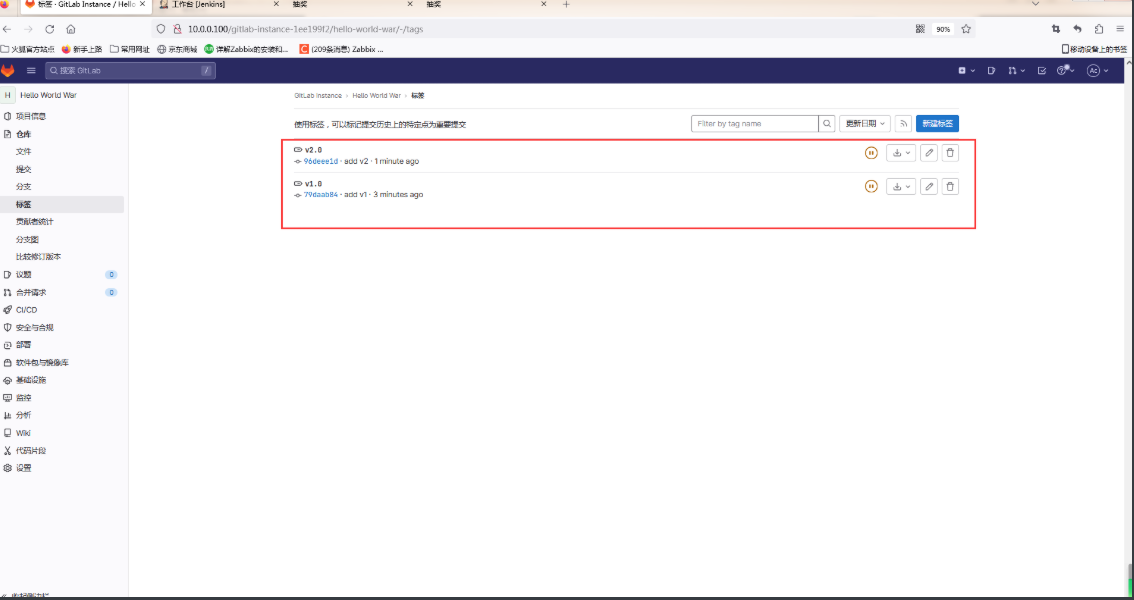 标签 · GitLab Instance / Hello
工作台 [Jenkins]
抽奖
抽奖
10.0.0.100/gitlab-instance-1ee199f2/hello-world-war/-/tags
90%
火狐官方站点
新手上路
常用网址
京东商城
详解Zabbix的安装和...
(209条消息) Zabbix ...
移动设备上的书签
搜索 GitLab
/
Ac
H Hello World War
GitLab Instance › Hello World War › 标签
项目信息
仓库
文件
提交
分支
标签
贡献者统计
分支图
比较修订版本
议题 0
合并请求 0
CI/CD
安全与合规
部署
软件包与镜像库
基础设施
监控
分析
Wiki
代码片段
设置
收起侧边栏
使用标签，可以标记提交历史上的特定点为重要提交
Filter by tag name
更新日期
新建标签
v2.0
96deee1d · add v2 · 1 minute ago
v1.0
79daab84 · add v1 · 3 minutes ago